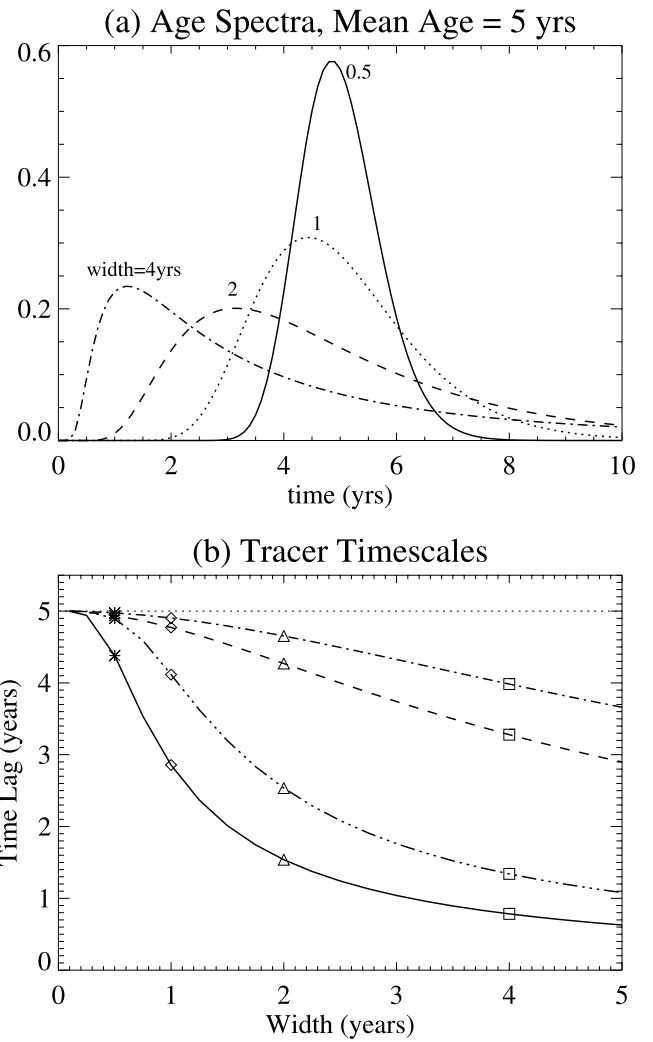 (a) Age Spectra, Mean Age = 5 yrs
0.6
0.5
0.4
1
width=4yrs
2
0.2
0.0
0 2 4 6 8 10
time (yrs)
(b) Tracer Timescales
5
4
3
2
1
0
Time Lag (years)
0 1 2 3 4 5
Width (years)